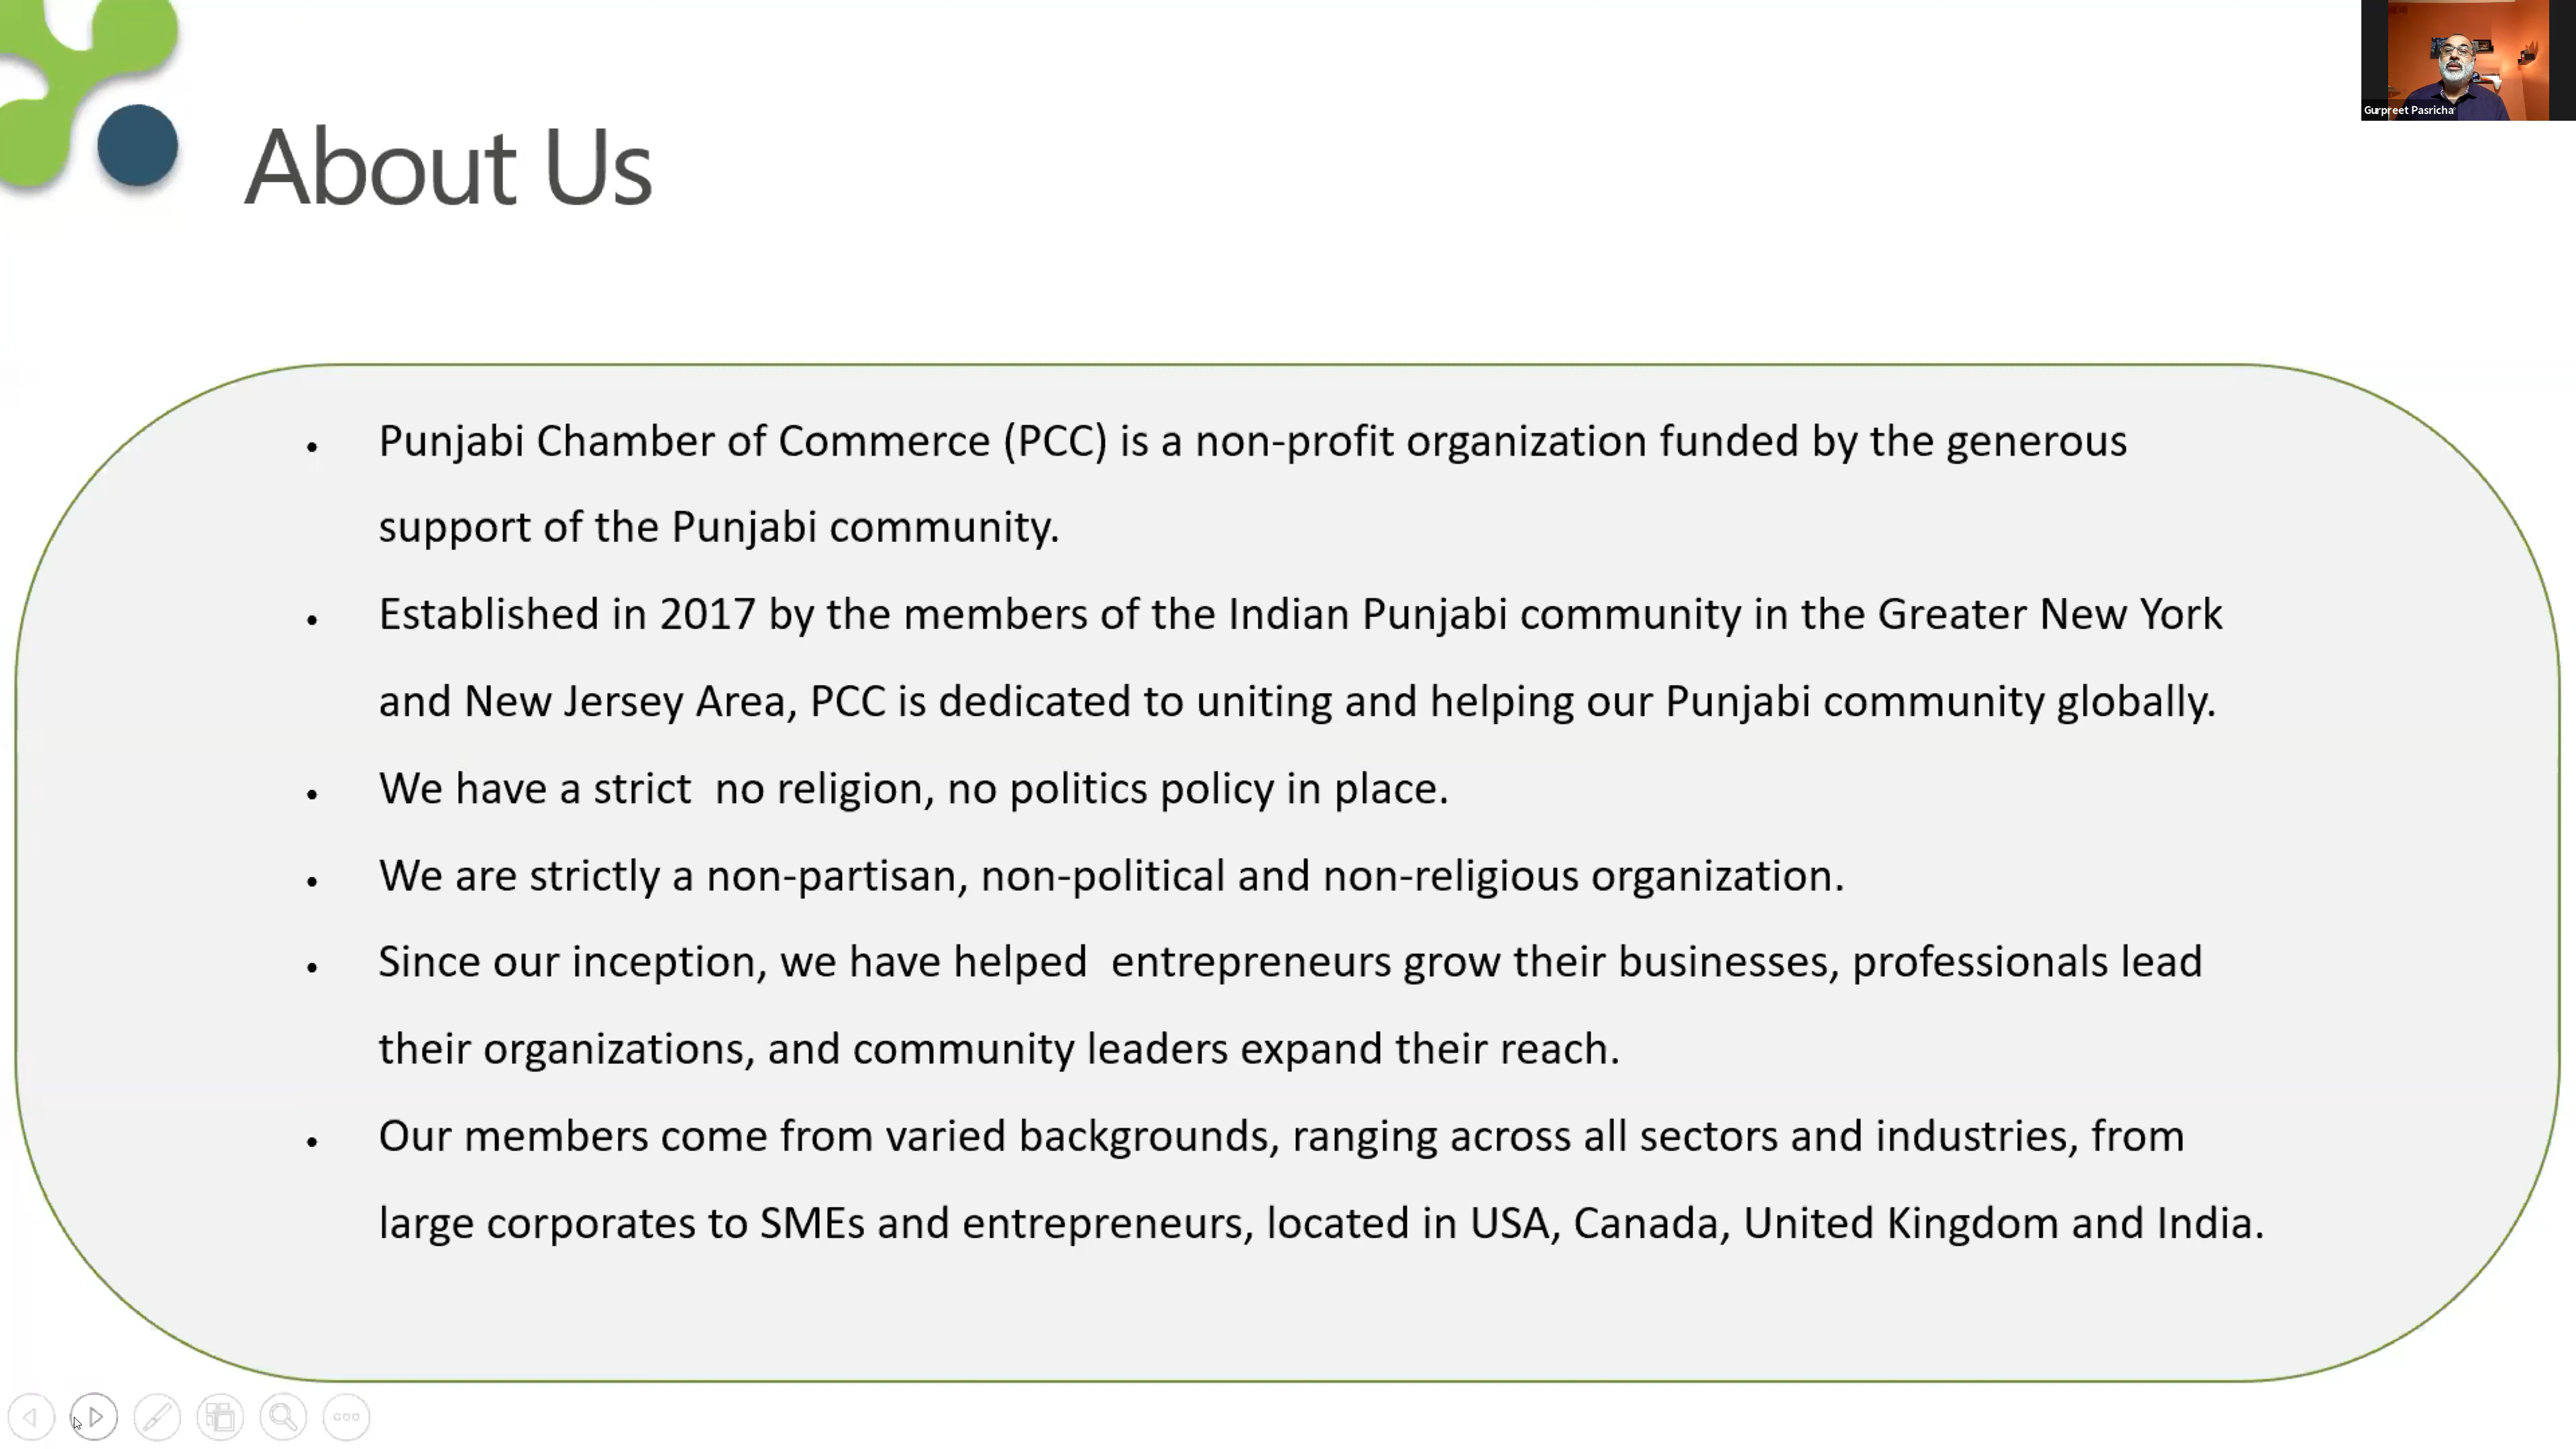 Gurpreet Pasricha
About Us
• Punjabi Chamber of Commerce (PCC) is a non-profit organization funded by the generous
support of the Punjabi community.
• Established in 2017 by the members of the Indian Punjabi community in the Greater New York
and New Jersey Area, PCC is dedicated to uniting and helping our Punjabi community globally.
• We have a strict  no religion, no politics policy in place.
• We are strictly a non-partisan, non-political and non-religious organization.
• Since our inception, we have helped  entrepreneurs grow their businesses, professionals lead
their organizations, and community leaders expand their reach.
• Our members come from varied backgrounds, ranging across all sectors and industries, from
large corporates to SMEs and entrepreneurs, located in USA, Canada, United Kingdom and India.